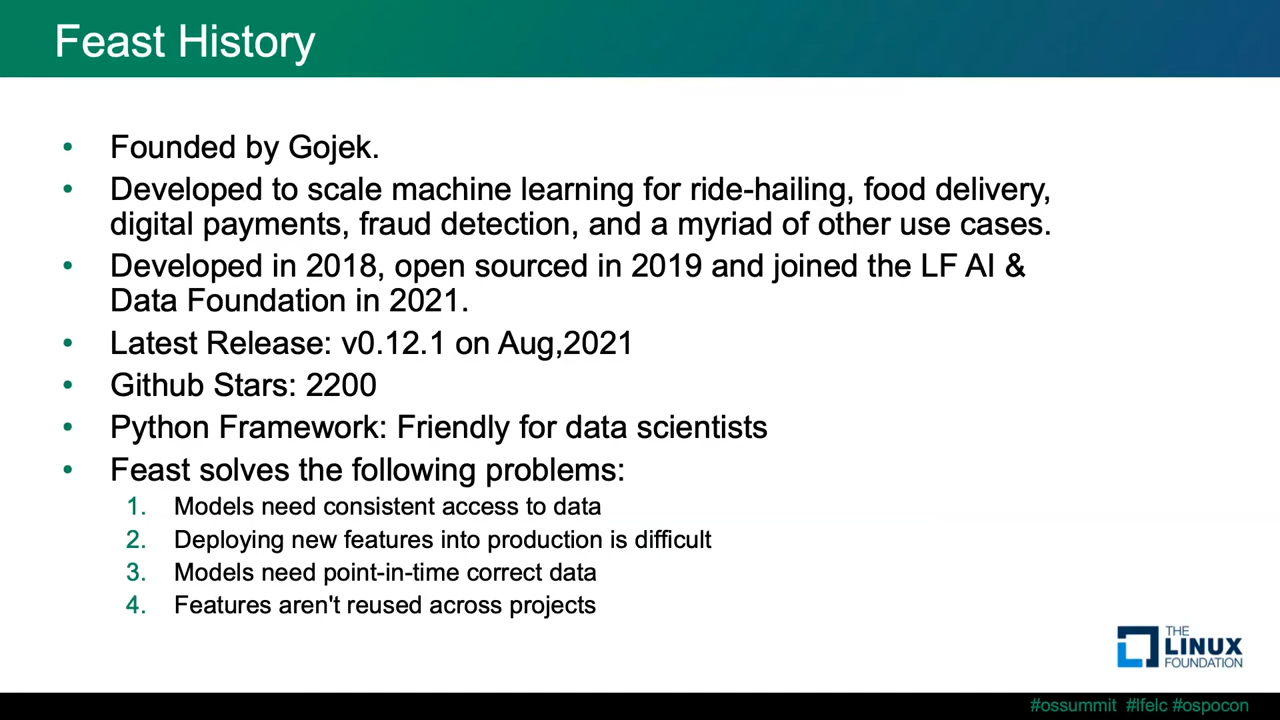 Feast History
• Founded by Gojek.
• Developed to scale machine learning for ride-hailing, food delivery,
digital payments, fraud detection, and a myriad of other use cases.
• Developed in 2018, open sourced in 2019 and joined the LF AI &
Data Foundation in 2021.
• Latest Release: v0.12.1 on Aug,2021
• Github Stars: 2200
• Python Framework: Friendly for data scientists
• Feast solves the following problems:
1. Models need consistent access to data
2. Deploying new features into production is difficult
3. Models need point-in-time correct data
4. Features aren't reused across projects
THE
LINUX
FOUNDATION
#ossummit #lfelc #ospocon